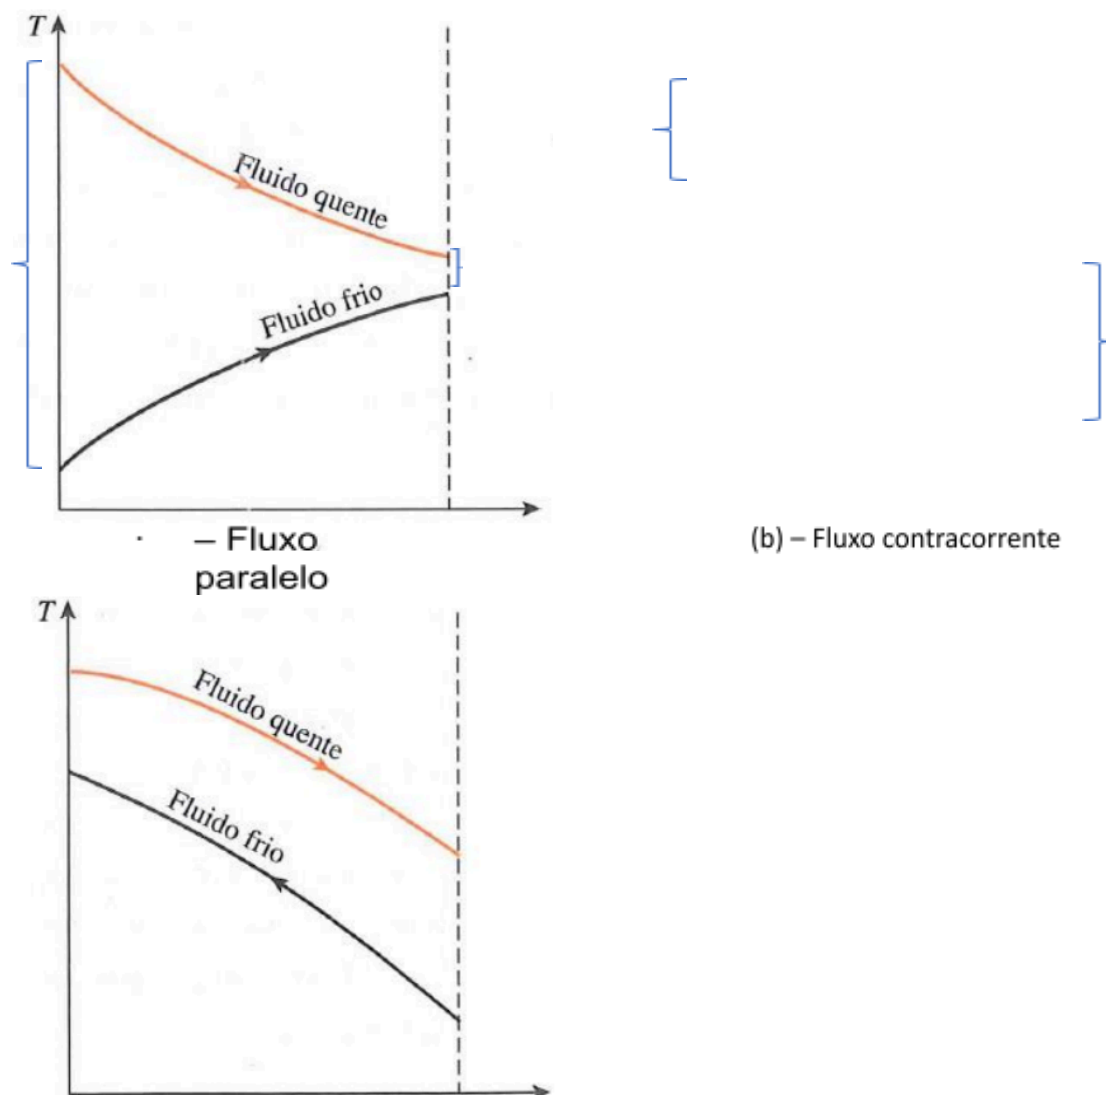 T
Fluido quente
Fluido frio
– Fluxo
paralelo
(b) – Fluxo contracorrente
T
Fluido quente
Fluido frio